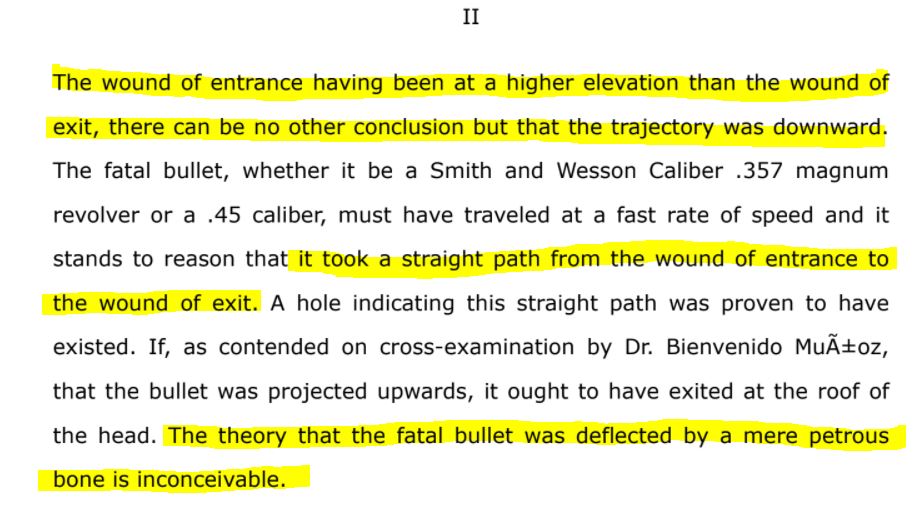 II
The wound of entrance having been at a higher elevation than the wound of
exit, there can be no other conclusion but that the trajectory was downward.
The fatal bullet, whether it be a Smith and Wesson Caliber .357 magnum
revolver or a .45 caliber, must have traveled at a fast rate of speed and it
stands to reason that it took a straight path from the wound of entrance to
the wound of exit. A hole indicating this straight path was proven to have
existed. If, as contended on cross-examination by Dr. Bienvenido MuÃ±oz,
that the bullet was projected upwards, it ought to have exited at the roof of
the head. The theory that the fatal bullet was deflected by a mere petrous
bone is inconceivable.